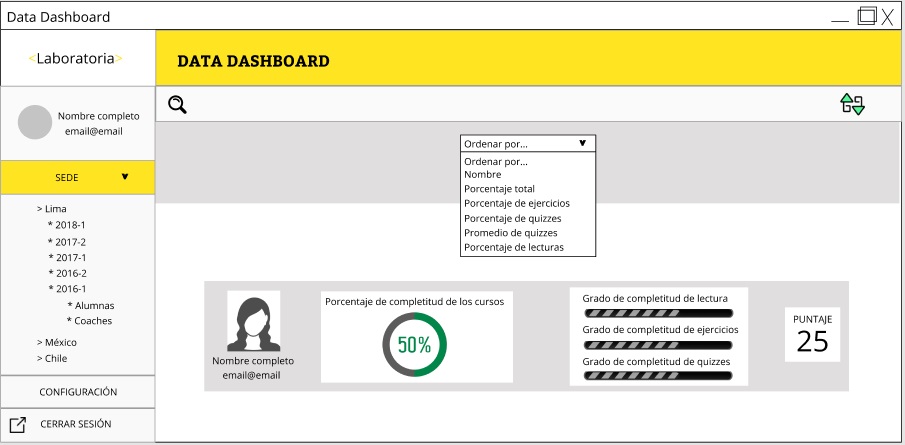 Data Dashboard
<Laboratoria>
DATA DASHBOARD
Nombre completo
email@email
SEDE
> Lima
* 2018-1
* 2017-2
* 2017-1
* 2016-2
* 2016-1
* Alumnas
* Coaches
> México
> Chile
CONFIGURACIÓN
CERRAR SESIÓN
Ordenar por...
Ordenar por...
Nombre
Porcentaje total
Porcentaje de ejercicios
Porcentaje de quizzes
Promedio de quizzes
Porcentaje de lecturas
Nombre completo
email@email
Porcentaje de completitud de los cursos
50%
Grado de completitud de lectura
Grado de completitud de ejercicios
Grado de completitud de quizzes
PUNTAJE
25